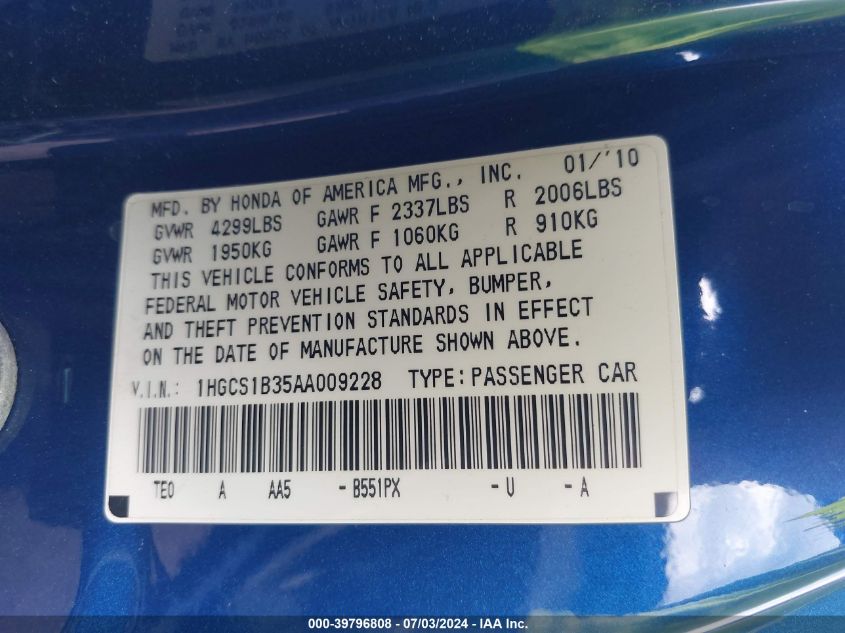 MFD. BY HONDA OF AMERICA MFG., INC. 01/'10
GVWR 4299LBS GAWR F 2337LBS R 2006LBS
GVWR 1950KG GAWR F 1060KG R 910KG
THIS VEHICLE CONFORMS TO ALL APPLICABLE
FEDERAL MOTOR VEHICLE SAFETY, BUMPER,
AND THEFT PREVENTION STANDARDS IN EFFECT
ON THE DATE OF MANUFACTURE SHOWN ABOVE.
V.I.N.: 1HGCS1B35AA009228 TYPE: PASSENGER CAR
TE0 A AA5 - B551PX - U - A
000-39796808 - 07/03/2024 - IAA Inc.